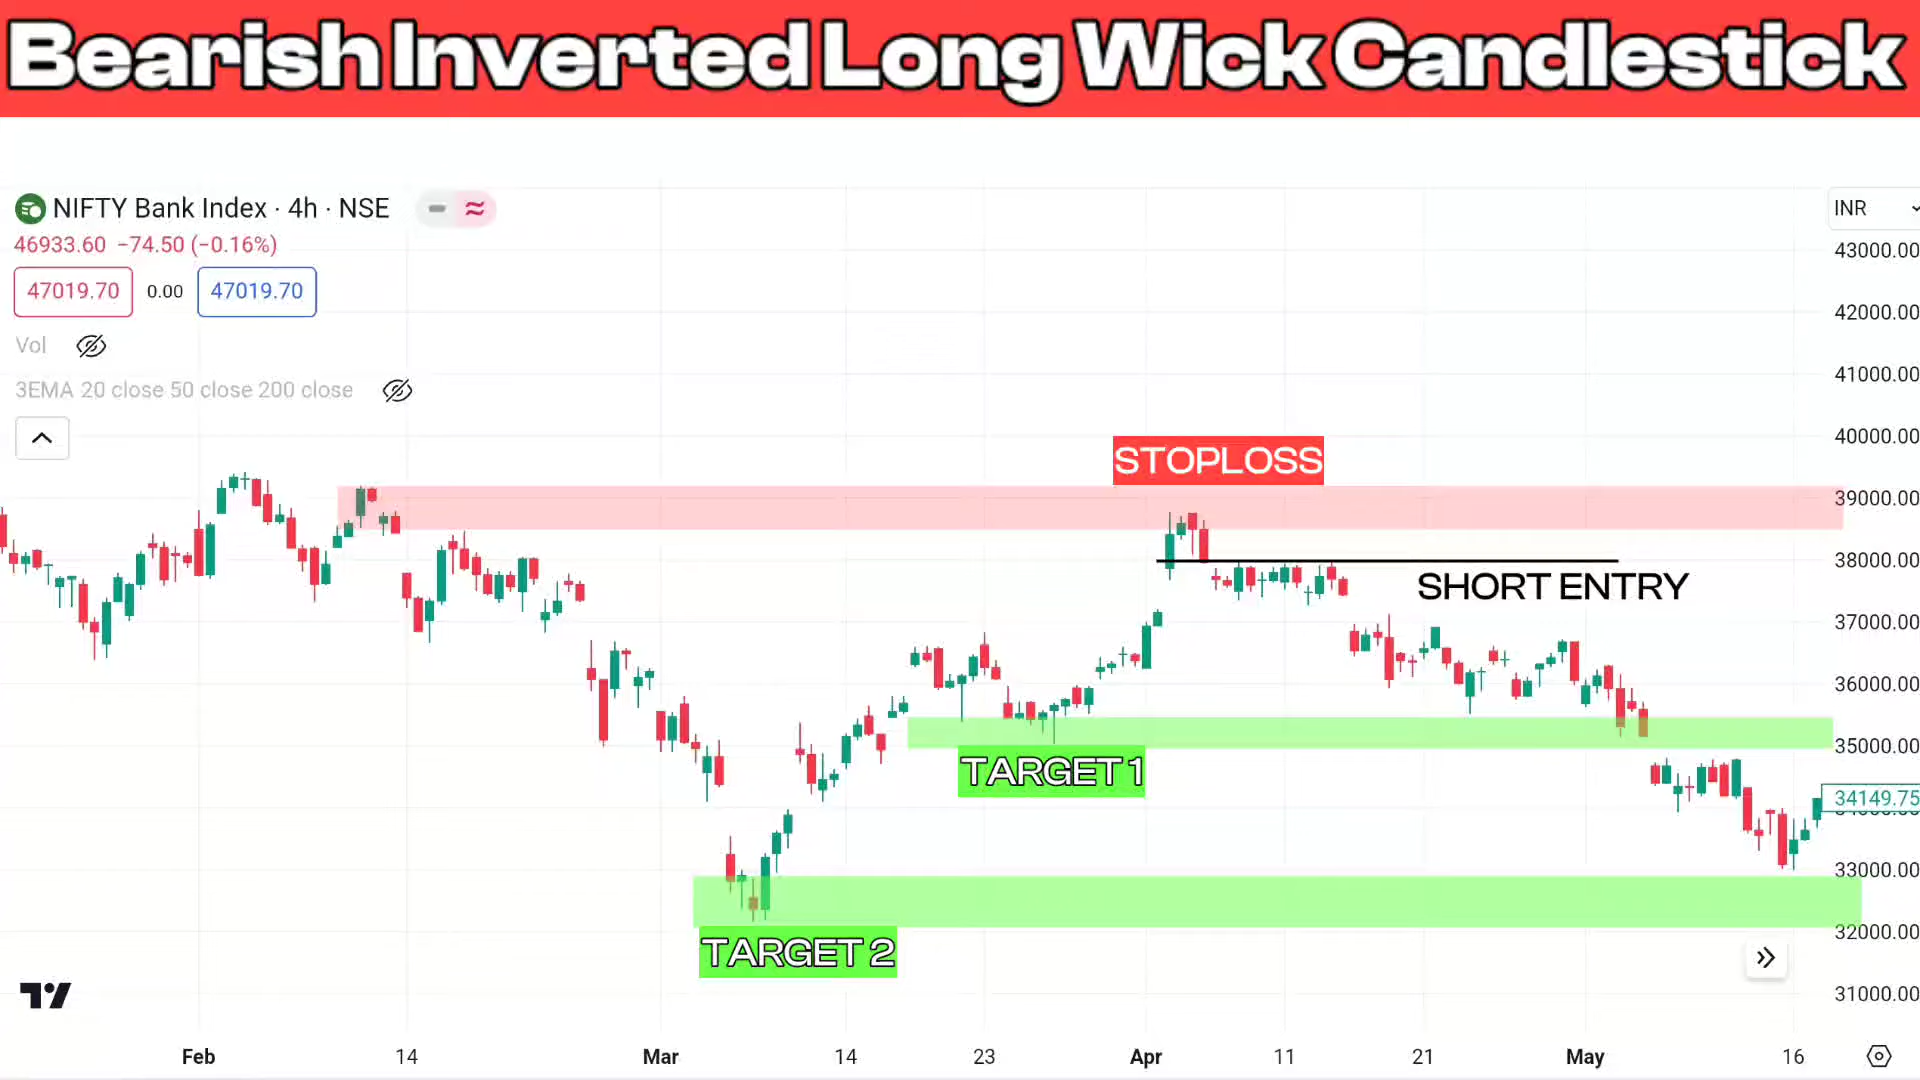 Bearish Inverted Long Wick Candlestick
NIFTY Bank Index · 4h · NSE
INR
46933.60 −74.50 (−0.16%)
43000.00
47019.70 0.00 47019.70
42000.00
Vol
41000.00
3EMA 20 close 50 close 200 close
40000.00
STOPLOSS
39000.00
38000.00
SHORT ENTRY
37000.00
36000.00
35000.00
TARGET 1
34149.75
34000.00
33000.00
32000.00
TARGET 2
31000.00
Feb 14 Mar 14 23 Apr 11 21 May 16